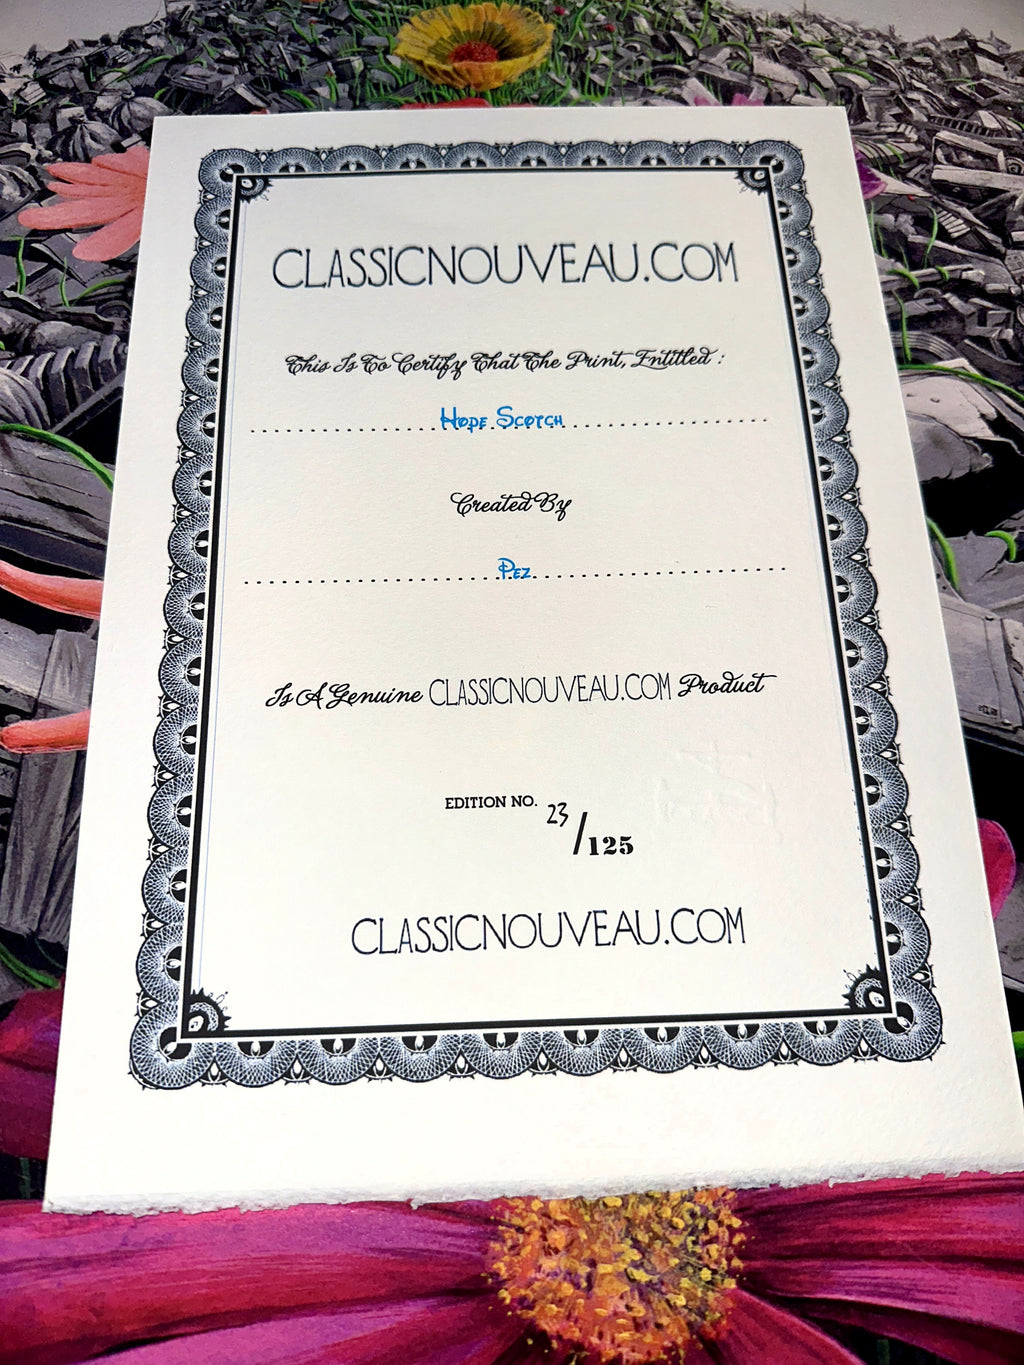 CLASSICNOUVEAU.COM
This Is To Certify That The Print, Entitled :
Hope Scotch
Created By
Pez
Is A Genuine CLASSICNOUVEAU.COM Product
EDITION NO. 23/125
CLASSICNOUVEAU.COM